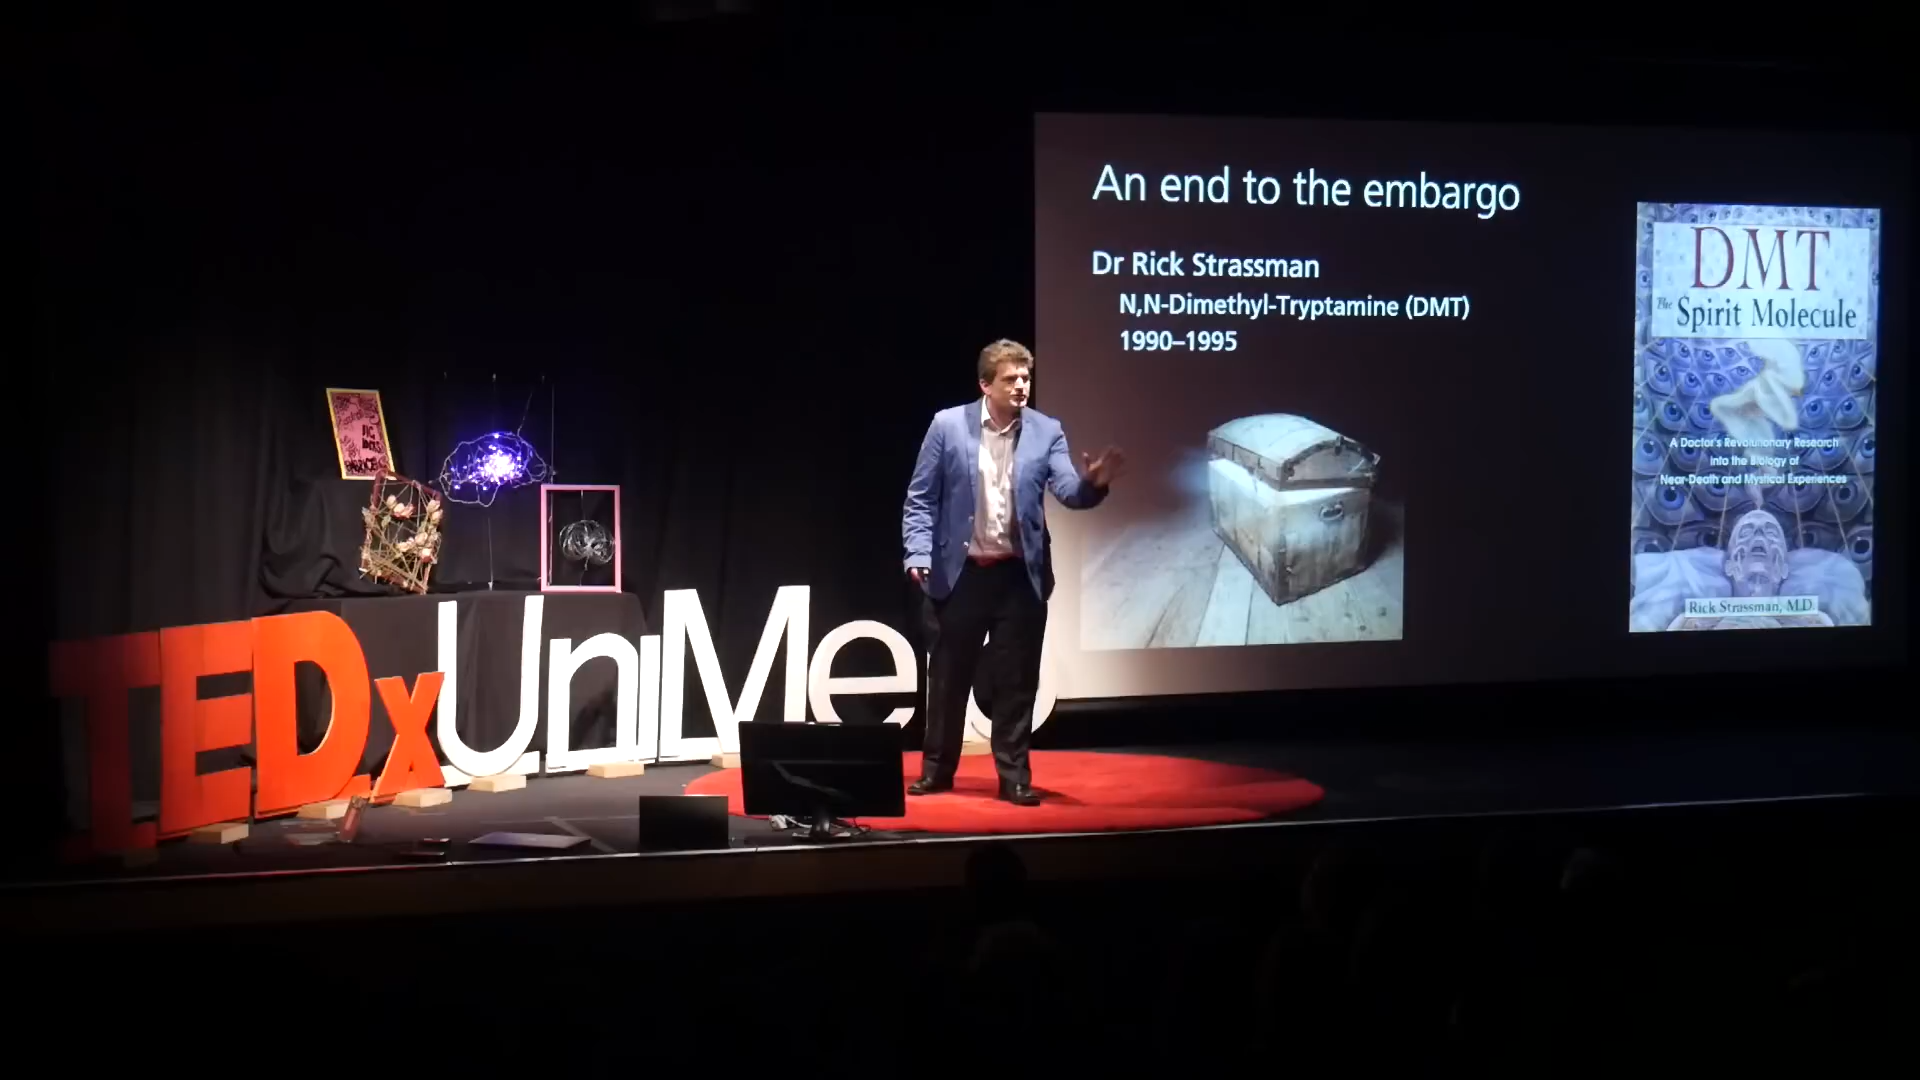 An end to the embargo
Dr Rick Strassman
N,N-Dimethyl-Tryptamine (DMT)
1990–1995
DMT
The Spirit Molecule
A Doctor's Revolutionary Research
into the Biology of
Near-Death and Mystical Experiences
Rick Strassman, M.D.
TEDxUniMelb